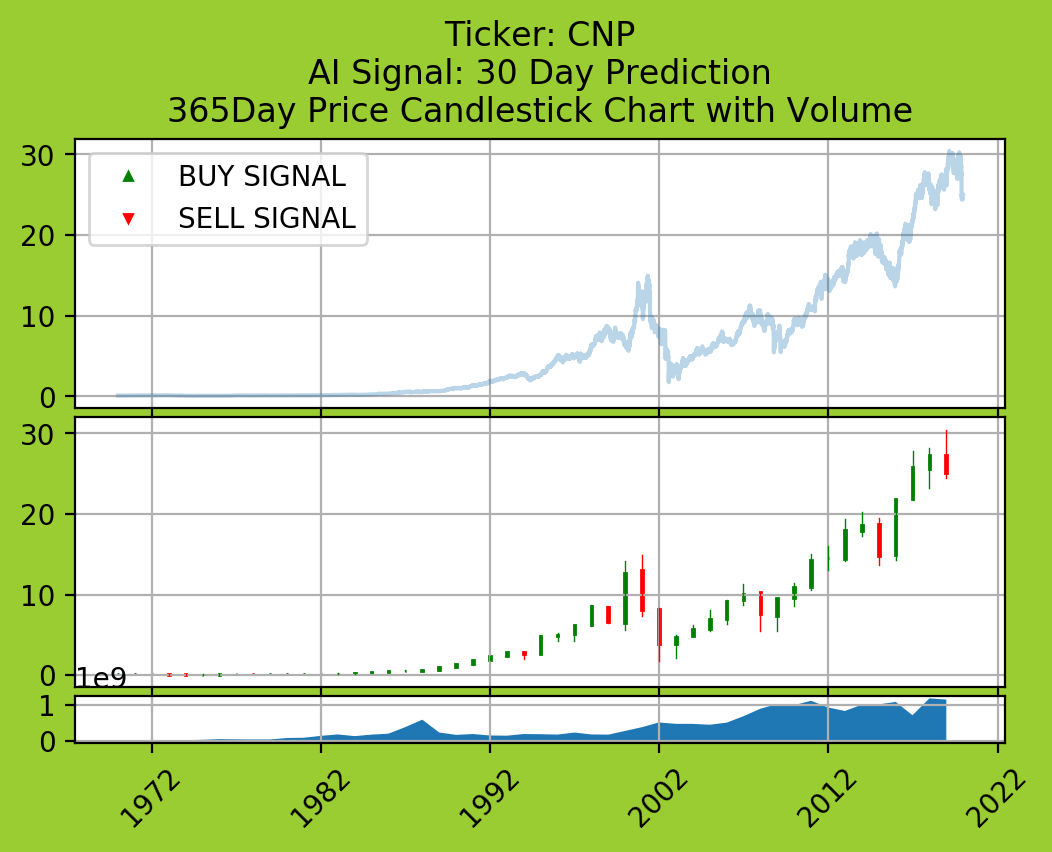 Ticker: CNP
AI Signal: 30 Day Prediction
365Day Price Candlestick Chart with Volume
30
BUY SIGNAL
SELL SIGNAL
20
10
0
30
20
10
0
1e9
1
0
1972
1982
1992
2002
2012
2022